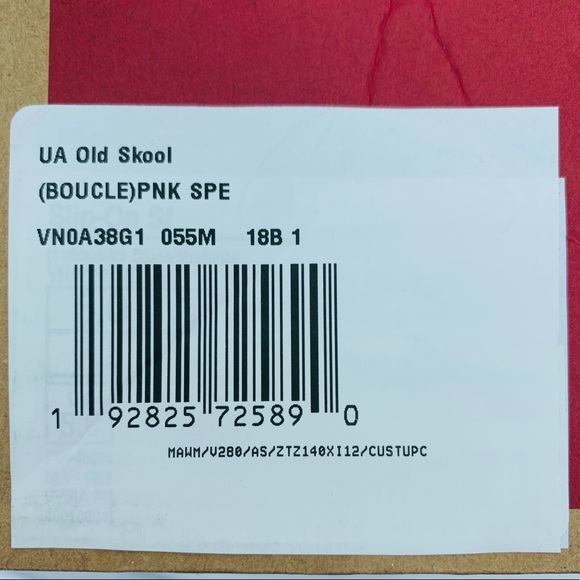 UA Old Skool
(BOUCLE)PNK SPE
VN0A38G1 055M 18B 1
1 92825 72589 0
MAWM/V280/AS/ZTZ140XI12/CUSTUPC